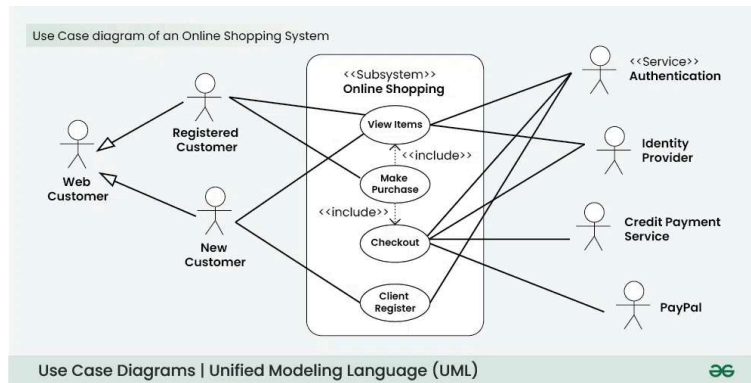 Use Case diagram of an Online Shopping System
<<Subsystem>>
Online Shopping
<<Service>>
Authentication
Registered
Customer
View Items
<<include>>
Identity
Provider
Web
Customer
Make
Purchase
<<include>>
New
Customer
Checkout
Credit Payment
Service
Client
Register
PayPal
Use Case Diagrams | Unified Modeling Language (UML)